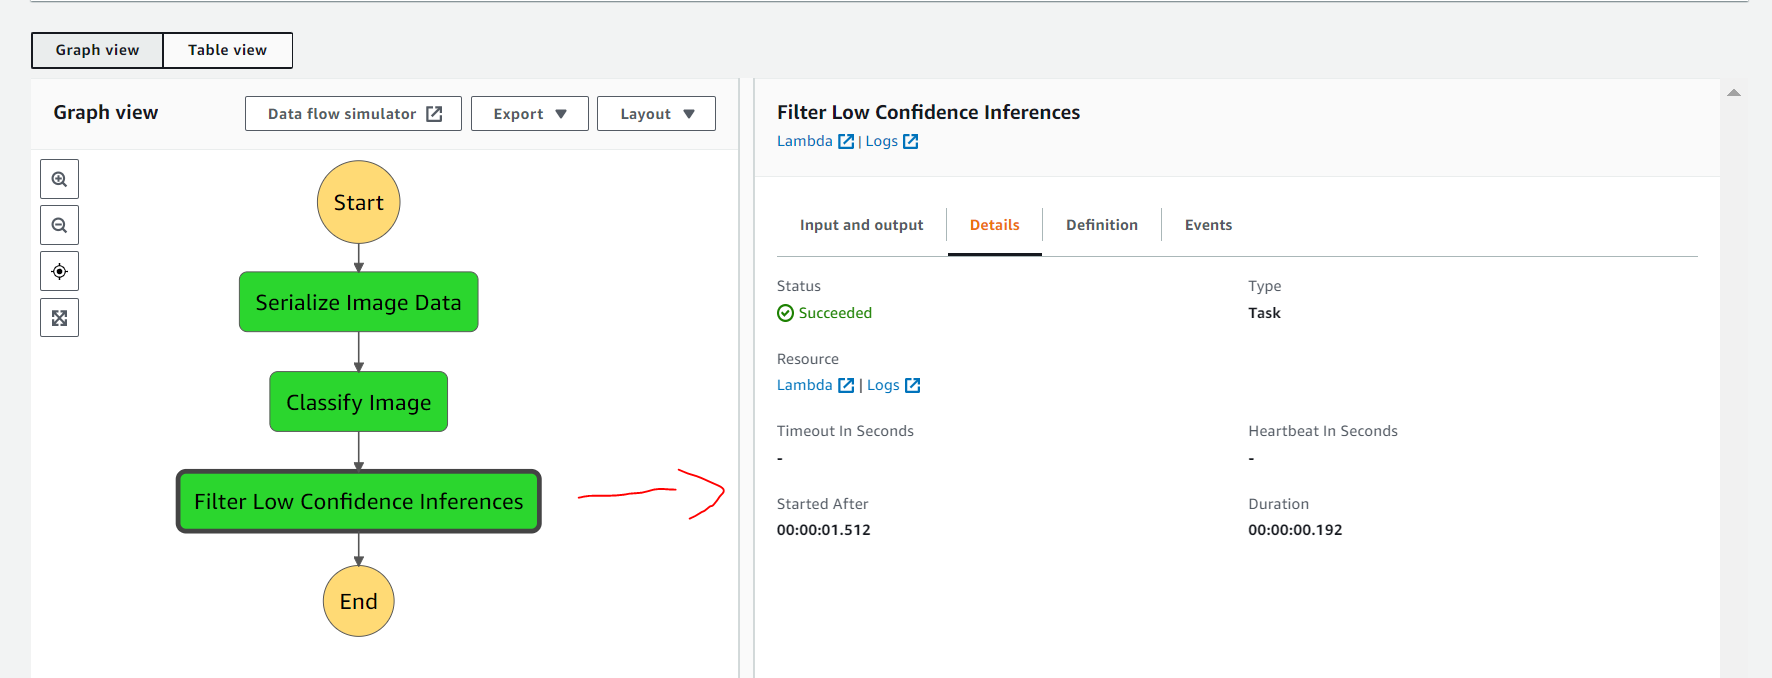 Graph view
Table view
Graph view
Data flow simulator
Export
Layout
Start
Serialize Image Data
Classify Image
Filter Low Confidence Inferences
End
Filter Low Confidence Inferences
Lambda | Logs
Input and output
Details
Definition
Events
Status
Succeeded
Type
Task
Resource
Lambda | Logs
Timeout In Seconds
-
Heartbeat In Seconds
-
Started After
00:00:01.512
Duration
00:00:00.192